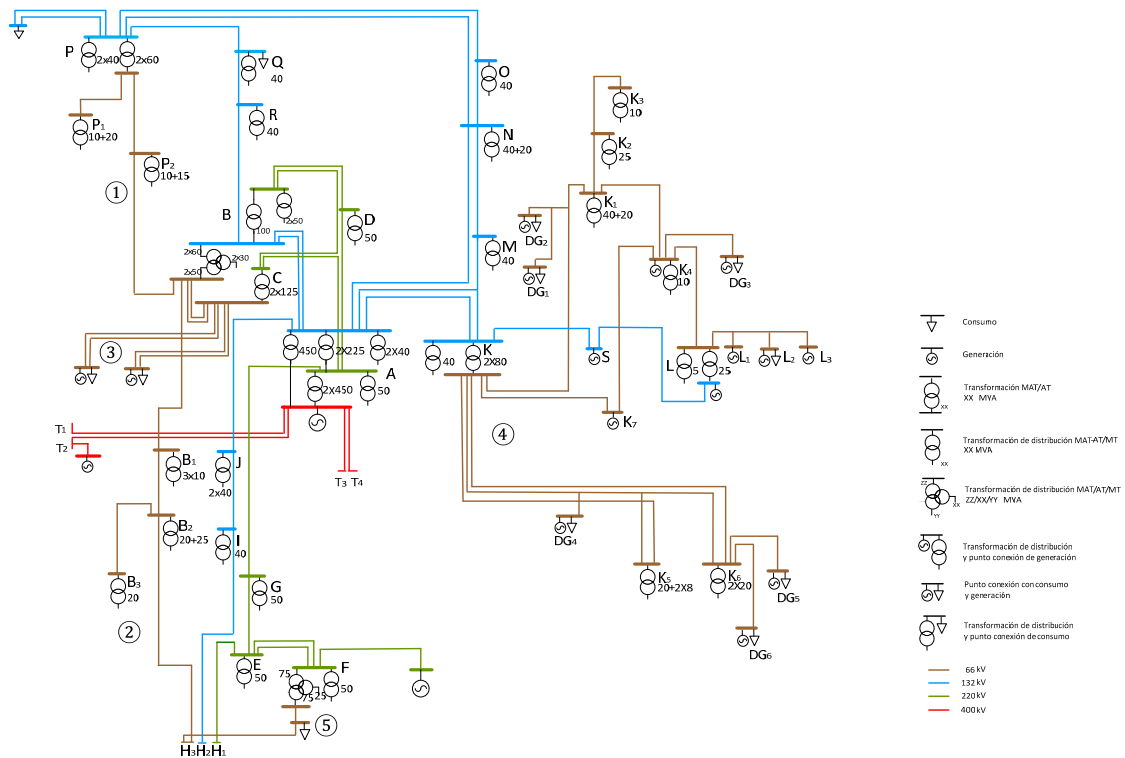 P
2x40
2x60
Q
40
O
40
K3
10
P1
10+20
R
40
N
40+20
K2
25
P2
10+15
1
B
2x50
100
D
50
K1
40+20
DG2
2x60
2x30
2x50
C
2x125
M
40
DG1
K4
10
DG3
3
450
2X225
2X40
A
2X450
50
40
K
2X80
S
L
5
25
L1
L2
L3
4
K7
T1
T2
T3
T4
B1
3x10
J
2x40
B2
20+25
I
40
DG4
B3
20
G
50
K5
20+2X8
K6
2X20
DG5
DG6
2
E
50
75
75
25
F
50
5
H3
H2
H1
Consumo
Generación
Transformación MAT/AT
XX MVA
XX
Transformación de distribución MAT-AT/MT
XX MVA
XX
ZZ
XX
YY
Transformación de distribución MAT/AT/MT
ZZ/XX/YY MVA
Transformación de distribución
y punto conexión de generación
Punto conexión con consumo
y generación
Transformación de distribución
y punto conexión de consumo
66 kV
132 kV
220 kV
400 kV